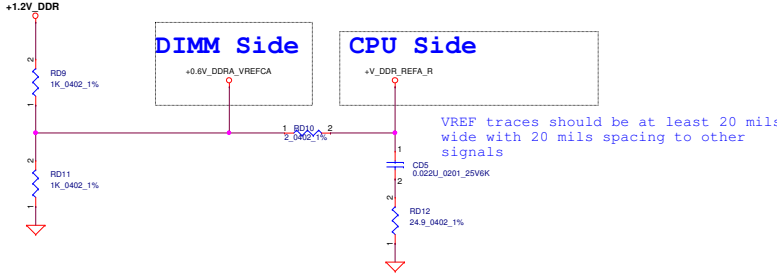 +1.2V_DDR
DIMM Side
CPU Side
+0.6V_DDRA_VREFCA
+V_DDR_REFA_R
2
RD9
1K_0402_1%
1
1 RD10 2
2_0402_1%
VREF traces should be at least 20 mils
wide with 20 mils spacing to other
signals
2
RD11
1K_0402_1%
1
1
CD5
0.022U_0201_25V6K
2
2
RD12
24.9_0402_1%
1